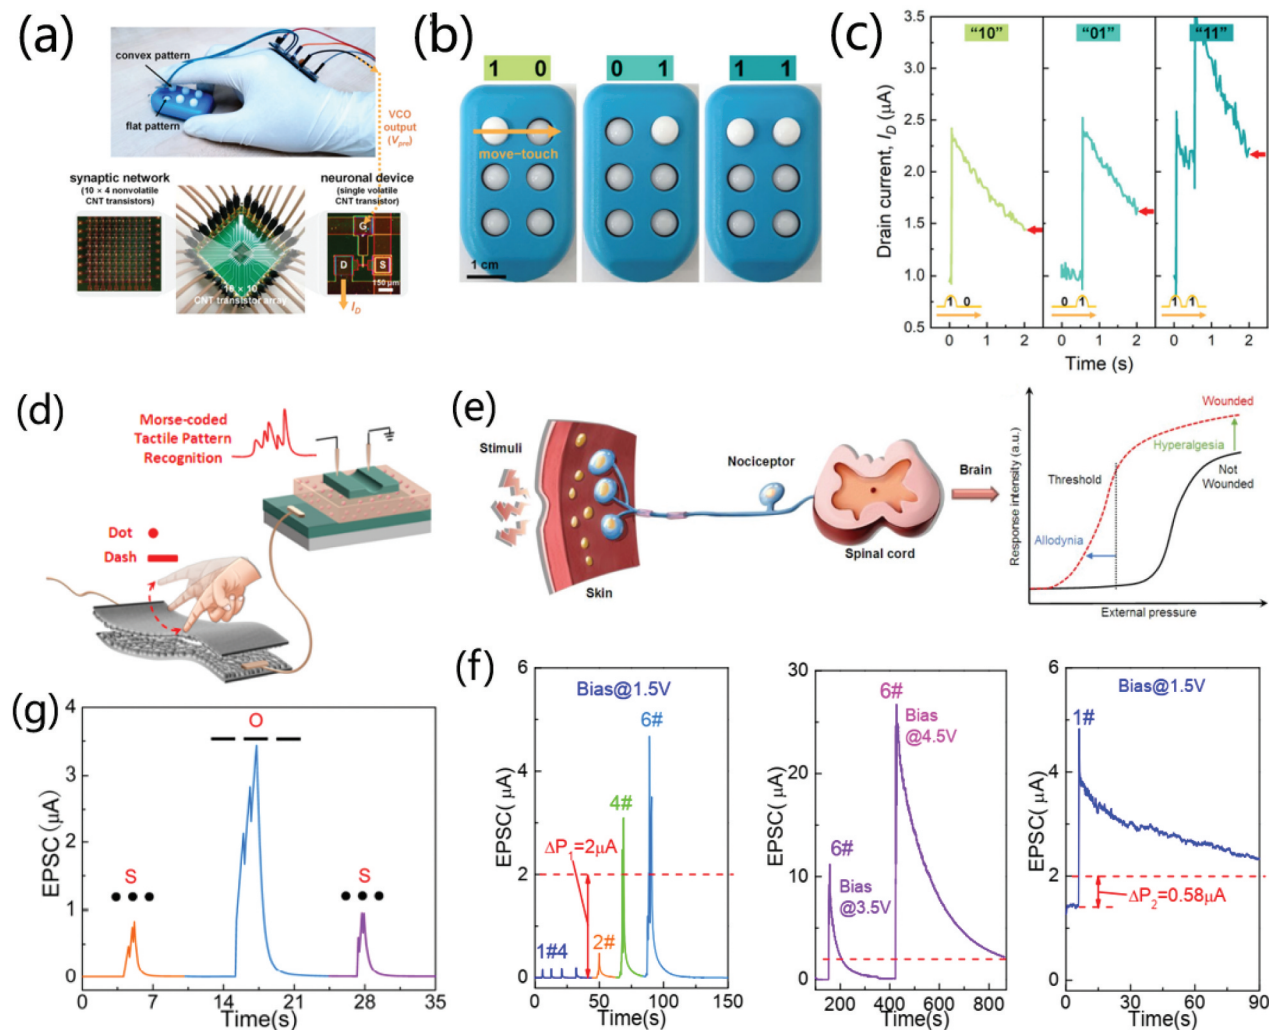 (a)
convex pattern
flat pattern
VCO
output
(Vpre)
synaptic network
(10 × 4 nonvolatile
CNT transistors)
neuronal device
(single volatile
CNT transistor)
16 × 10
CNT transistor array
G
D
S
150 μm
ID
(b)
1 0
0 1
1 1
move-touch
1 cm
(c)
"10"
"01"
"11"
Drain current, ID (μA)
3.5
3.0
2.5
2.0
1.5
1.0
0.5
1 0
0 1
1 1
0 1 2
0 1 2
0 1 2
Time (s)
(d)
Morse-coded
Tactile Pattern
Recognition
Dot
Dash
(e)
Stimuli
Skin
Nociceptor
Spinal cord
Brain
Response intensity (a.u.)
Wounded
Hyperalgesia
Not
Wounded
Threshold
Allodynia
External pressure
(g)
EPSC (μA)
4
3
2
1
0
S
O
S
0 7 14 21 28 35
Time(s)
(f)
EPSC( μA)
6
4
2
0
Bias@1.5V
6#
4#
ΔP1=2μA
2#
1#4
0 50 100 150
Time(s)
EPSC( μA)
30
20
10
0
6#
Bias
@4.5V
6#
Bias
@3.5V
200 400 600 800
Time(s)
EPSC( μA)
6
4
2
0
Bias@1.5V
1#
ΔP2=0.58μA
0 30 60 90
Time(s)